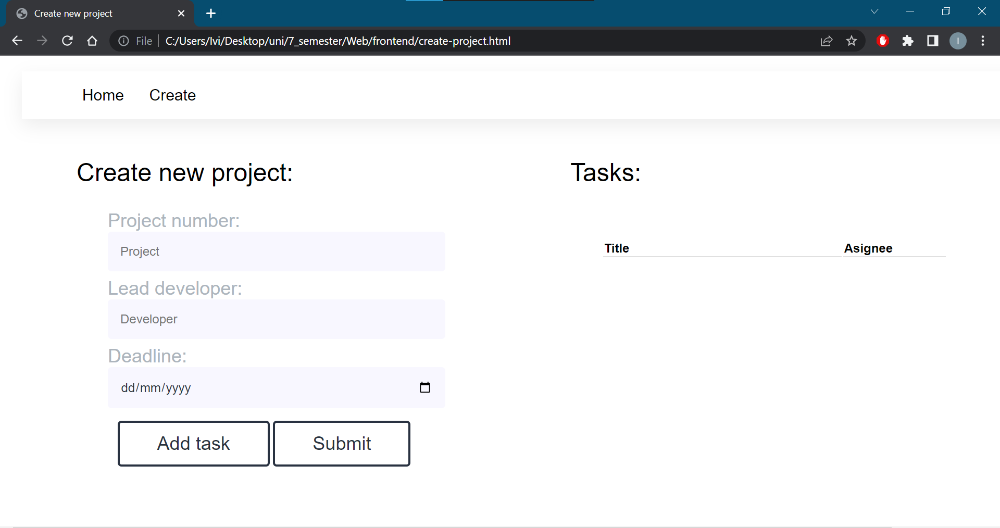 Create new project
File
C:/Users/Ivi/Desktop/uni/7_semester/Web/frontend/create-project.html
I
Home Create
Create new project:
Project number:
Project
Lead developer:
Developer
Deadline:
dd/mm/yyyy
Add task
Submit
Tasks:
Title Asignee